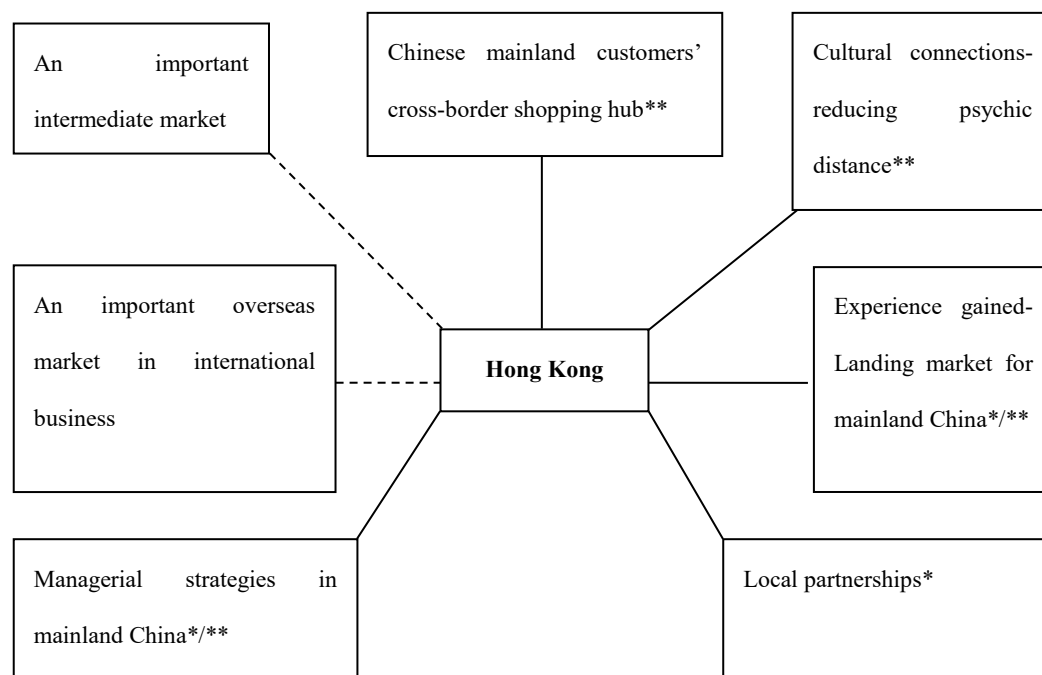 An important
intermediate market
Chinese mainland customers’
cross-border shopping hub**
Cultural connections-
reducing psychic
distance**
An important overseas
market in international
business
Hong Kong
Experience gained-
Landing market for
mainland China*/**
Managerial strategies in
mainland China*/**
Local partnerships*